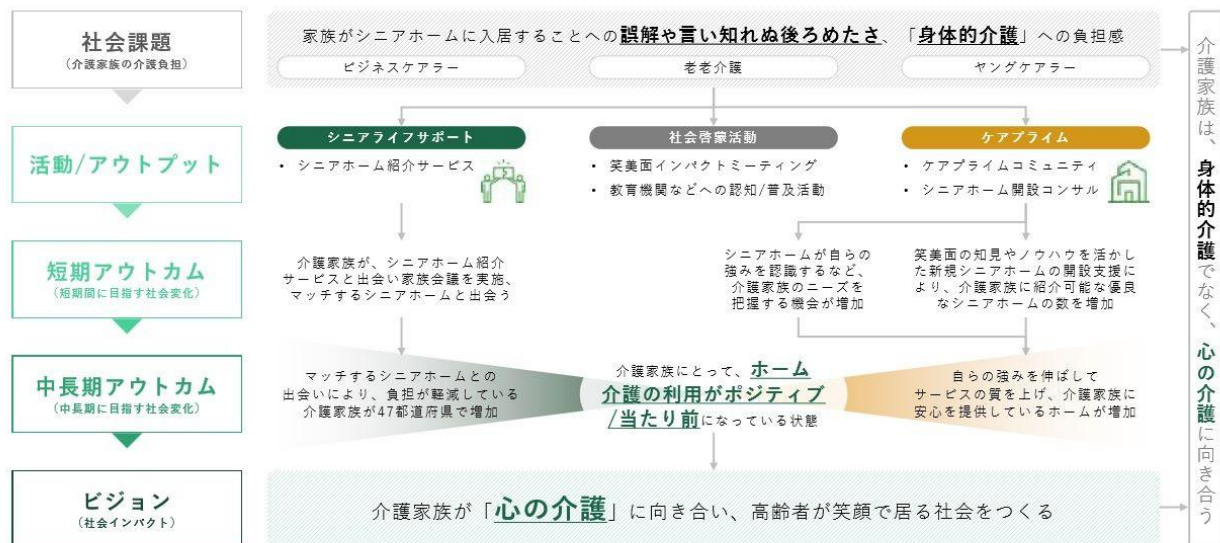 社会課題
(介護家族の介護負担)
家族がシニアホームに入居することへの誤解や言い知れぬ後ろめたさ、「身体的介護」への負担感
ビジネスケアラー
老老介護
ヤングケアラー
活動/アウトプット
シニアライフサポート
• シニアホーム紹介サービス
社会啓蒙活動
• 笑美面インパクトミーティング
• 教育機関などへの認知/普及活動
ケアプライム
• ケアプライムコミュニティ
• シニアホーム開設コンサル
短期アウトカム
(短期間に目指す社会変化)
介護家族が、シニアホーム紹介
サービスと出会い家族会議を実施、
マッチするシニアホームと出会う
シニアホームが自らの
強みを認識するなど、
介護家族のニーズを
把握する機会が増加
笑美面の知見やノウハウを活かし
た新規シニアホームの開設支援に
より、介護家族に紹介可能な優良
なシニアホームの数を増加
中長期アウトカム
(中長期に目指す社会変化)
マッチするシニアホームとの
出会いにより、負担が軽減している
介護家族が47都道府県で増加
介護家族にとって、ホーム
介護の利用がポジティブ
/当たり前になっている状態
自らの強みを伸ばして
サービスの質を上げ、介護家族に
安心を提供しているホームが増加
ビジョン
(社会インパクト)
介護家族が「心の介護」に向き合い、高齢者が笑顔で居る社会をつくる
介護家族は、身体的介護でなく、心の介護に向き合う